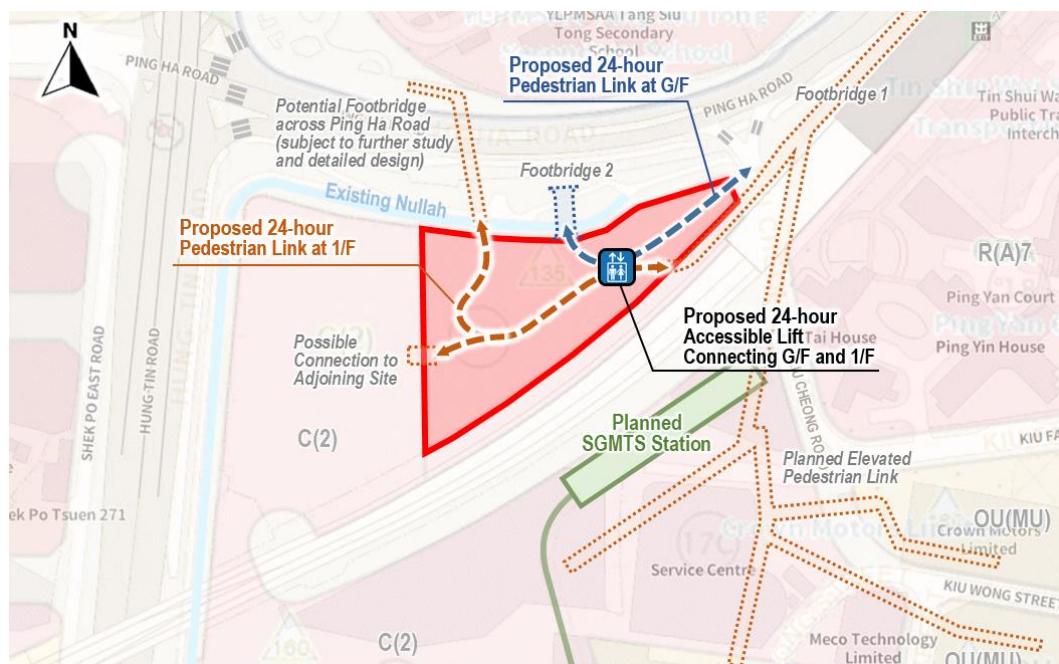 YLPMSAA Tang Siu
Tong Secondary
School
N
PING HA ROAD
Proposed 24-hour
Pedestrian Link at G/F
PING HA ROAD
Footbridge 1
Tin Shui Wai
Public Tra
Interch
Potential Footbridge
across Ping Ha Road
(subject to further study
and detailed design)
Footbridge 2
Existing Nullah
Proposed 24-hour
Pedestrian Link at 1/F
135
R(A)7
Ping Yan Court
Ping Yin House
Proposed 24-hour
Accessible Lift
Connecting G/F and 1/F
Tai House
Possible
Connection to
Adjoining Site
SHEK PO EAST ROAD
HUNG TIN ROAD
C(2)
Planned
SGMTS Station
KIU FA
Planned Elevated
Pedestrian Link
ek Po Tsuen 271
OU(MU)
Crown Motors
Limited
17C
Service Centre
KIU WONG STREET
C(2)
160
Meco Technology
Limited
OU(MU)